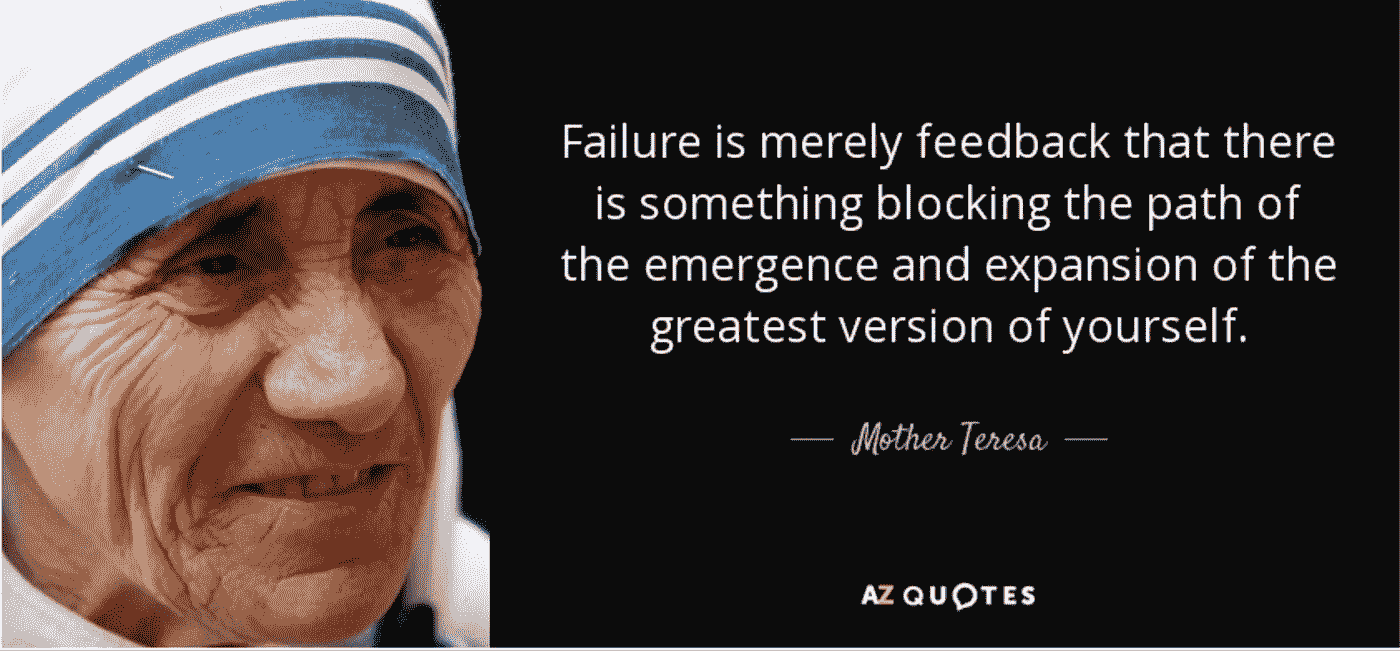 Failure is merely feedback that there
is something blocking the path of
the emergence and expansion of the
greatest version of yourself.
Mother Teresa
AZ QUOTES